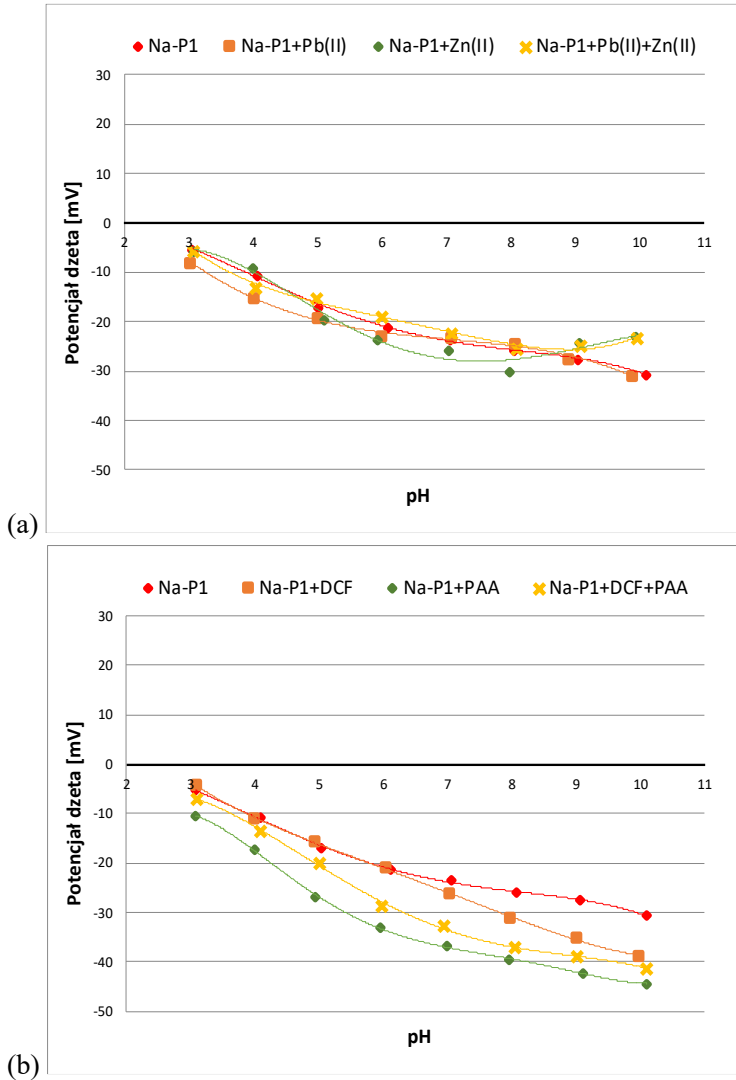 Na-P1 Na-P1+Pb(II) Na-P1+Zn(II) Na-P1+Pb(II)+Zn(II)
30
20
10
0
2 3 4 5 6 7 8 9 10 11
-10
-20
-30
-40
-50
Potencjał dzeta [mV]
pH
(a)
Na-P1 Na-P1+DCF Na-P1+PAA Na-P1+DCF+PAA
30
20
10
0
2 3 4 5 6 7 8 9 10 11
-10
-20
-30
-40
-50
Potencjał dzeta [mV]
pH
(b)